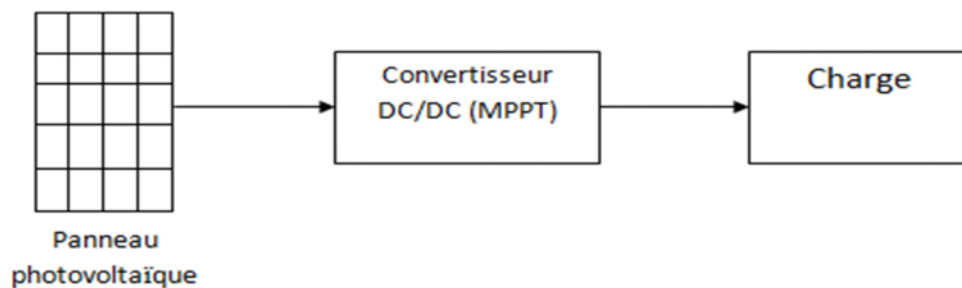 Convertisseur
DC/DC (MPPT)
Charge
Panneau
photovoltaïque